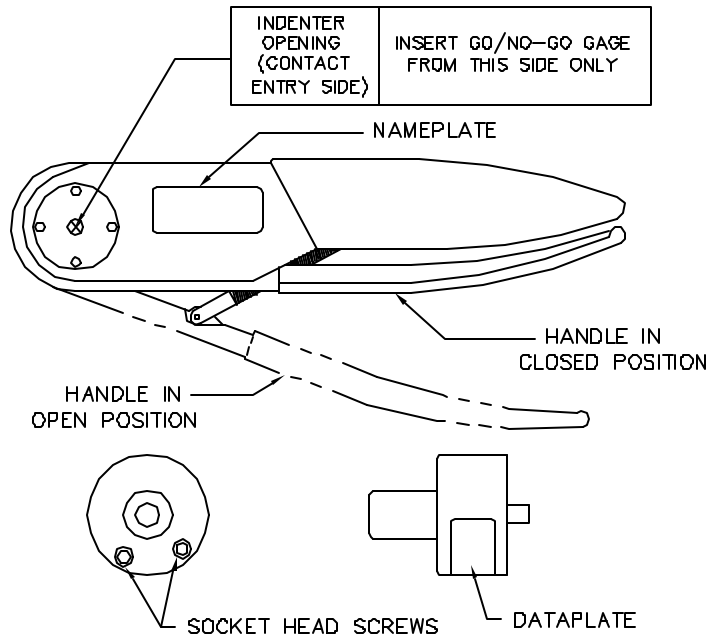 INDENTER
OPENING
(CONTACT
ENTRY SIDE)
INSERT GO/NO-GO GAGE
FROM THIS SIDE ONLY
NAMEPLATE
HANDLE IN
CLOSED POSITION
HANDLE IN
OPEN POSITION
SOCKET HEAD SCREWS
DATAPLATE